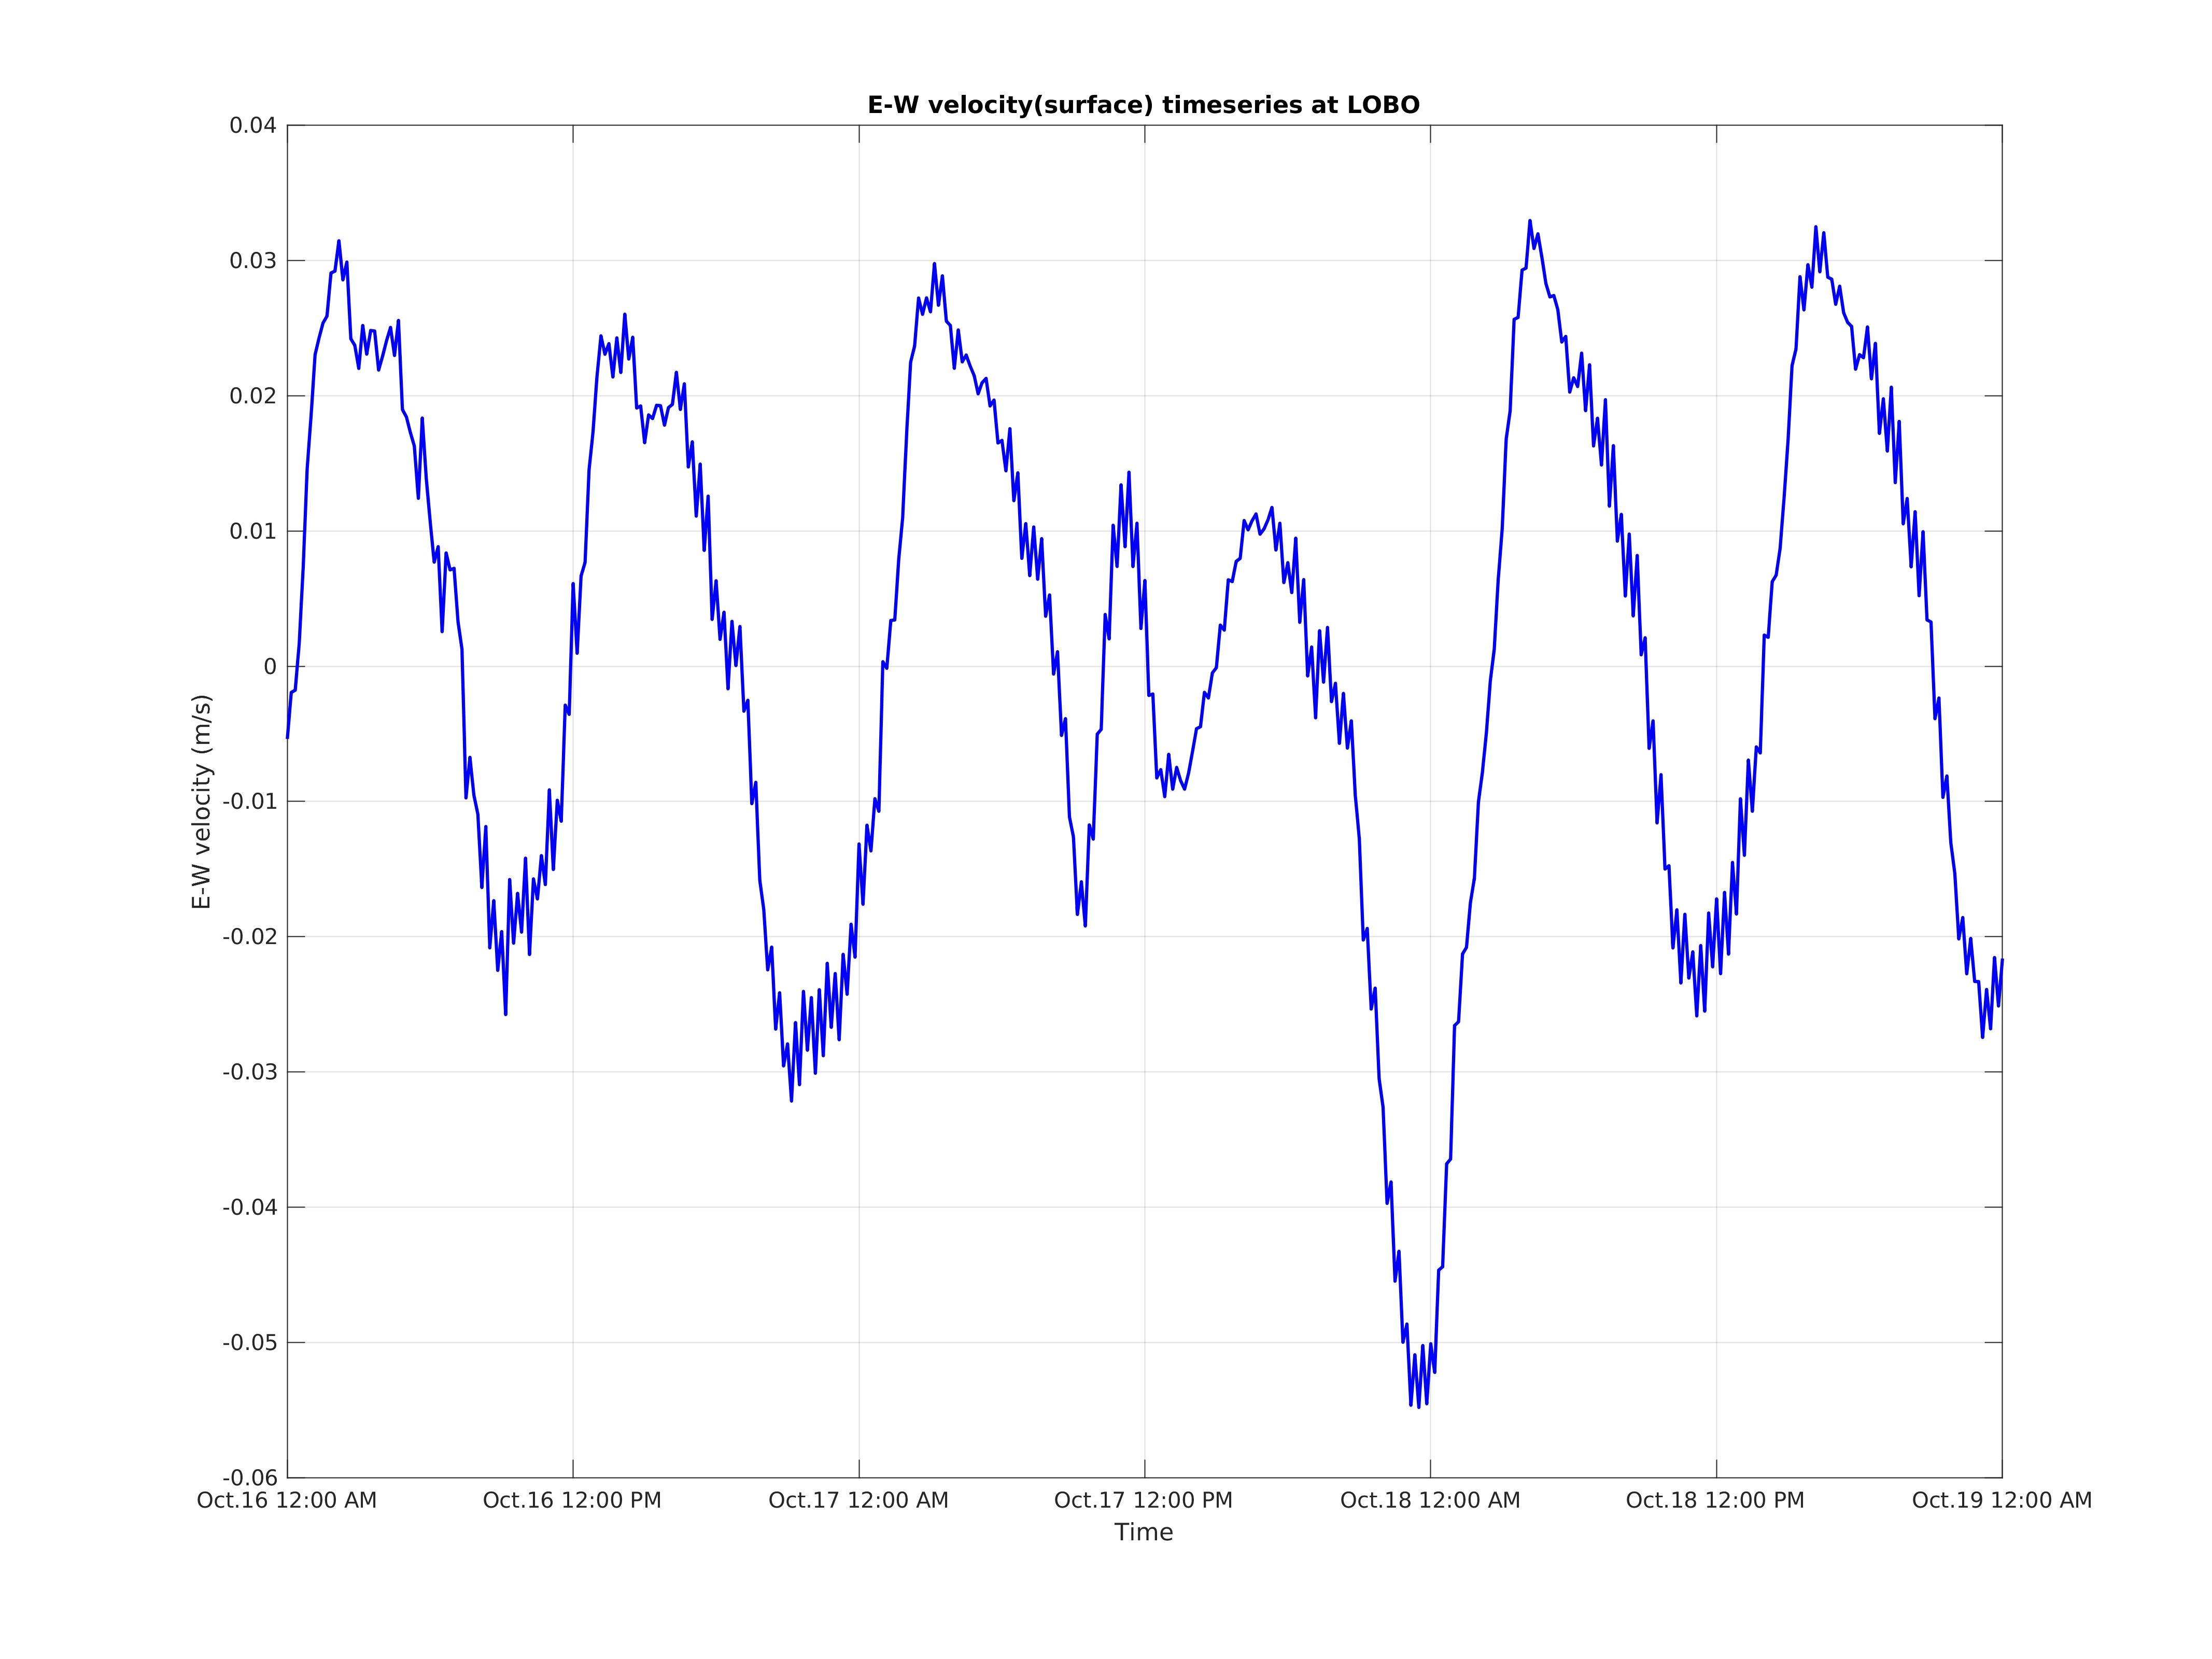 E-W velocity(surface) timeseries at LOBO
0.04
0.03
0.02
0.01
0
-0.01
-0.02
-0.03
-0.04
-0.05
-0.06
E-W velocity (m/s)
Oct.16 12:00 AM Oct.16 12:00 PM Oct.17 12:00 AM Oct.17 12:00 PM Oct.18 12:00 AM Oct.18 12:00 PM Oct.19 12:00 AM
Time